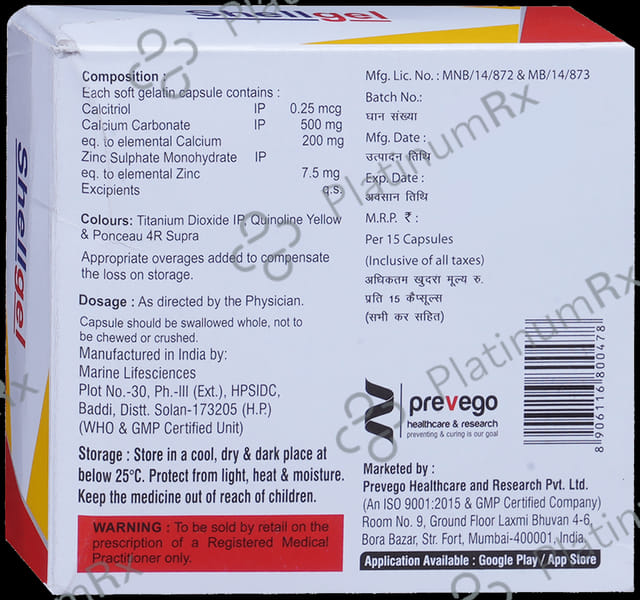 Shellgel
Shellgel
Composition :
Each soft gelatin capsule contains :
Calcitriol IP 0.25 mcg
Calcium Carbonate IP 500 mg
eq. to elemental Calcium 200 mg
Zinc Sulphate Monohydrate IP
eq. to elemental Zinc 7.5 mg
Excipients q.s.
Colours: Titanium Dioxide IP, Quinoline Yellow
& Ponceau 4R Supra
Appropriate overages added to compensate
the loss on storage.
Dosage : As directed by the Physician.
Capsule should be swallowed whole, not to
be chewed or crushed.
Manufactured in India by:
Marine Lifesciences
Plot No.-30, Ph.-III (Ext.), HPSIDC,
Baddi, Distt. Solan-173205 (H.P.)
(WHO & GMP Certified Unit)
Storage : Store in a cool, dry & dark place at
below 25°C. Protect from light, heat & moisture.
Keep the medicine out of reach of children.
WARNING : To be sold by retail on the
prescription of a Registered Medical
Practitioner only.
Mfg. Lic. No. : MNB/14/872 & MB/14/873
Batch No.:
घान संख्या
Mfg. Date :
उत्पादन तिथि
Exp. Date :
अवसान तिथि
M.R.P. ₹ :
Per 15 Capsules
(Inclusive of all taxes)
अधिकतम खुदरा मूल्य रु.
प्रति 15 कैप्सूल्स
(सभी कर सहित)
8 906116 800478
prevego
healthcare & research
preventing & curing is our goal
Marketed by :
Prevego Healthcare and Research Pvt. Ltd.
(An ISO 9001:2015 & GMP Certified Company)
Room No. 9, Ground Floor Laxmi Bhuvan 4-6,
Bora Bazar, Str. Fort, Mumbai-400001, India.
Application Available : Google Play / App Store
PlatinumRx
PlatinumRx
PlatinumRx
PlatinumRx